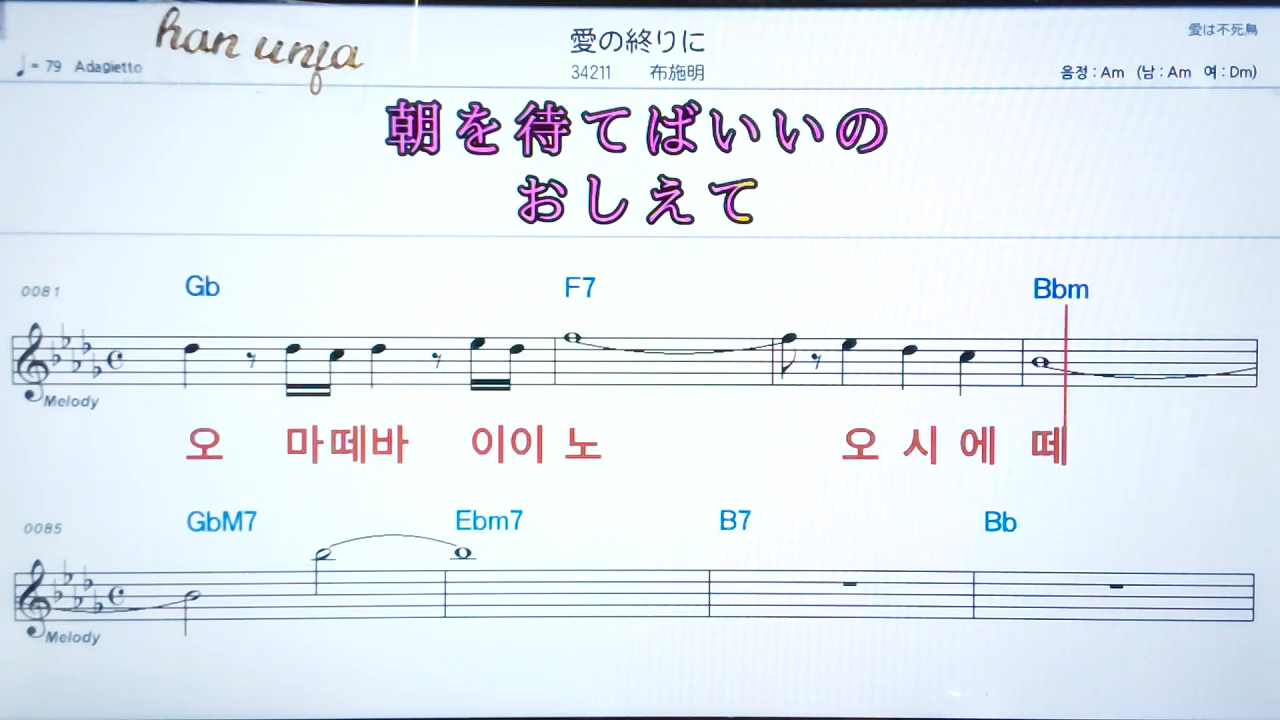 han unja
愛の終りに
愛は不死鳥
♩= 79 Adagietto
34211 布施明
음정 : Am (남 : Am 여 : Dm)
朝を待てばいいの
おしえて
0081 Gb F7 Bbm
Melody
오 마떼바 이이 노 오 시 에 떼
0085 GbM7 Ebm7 B7 Bb
Melody